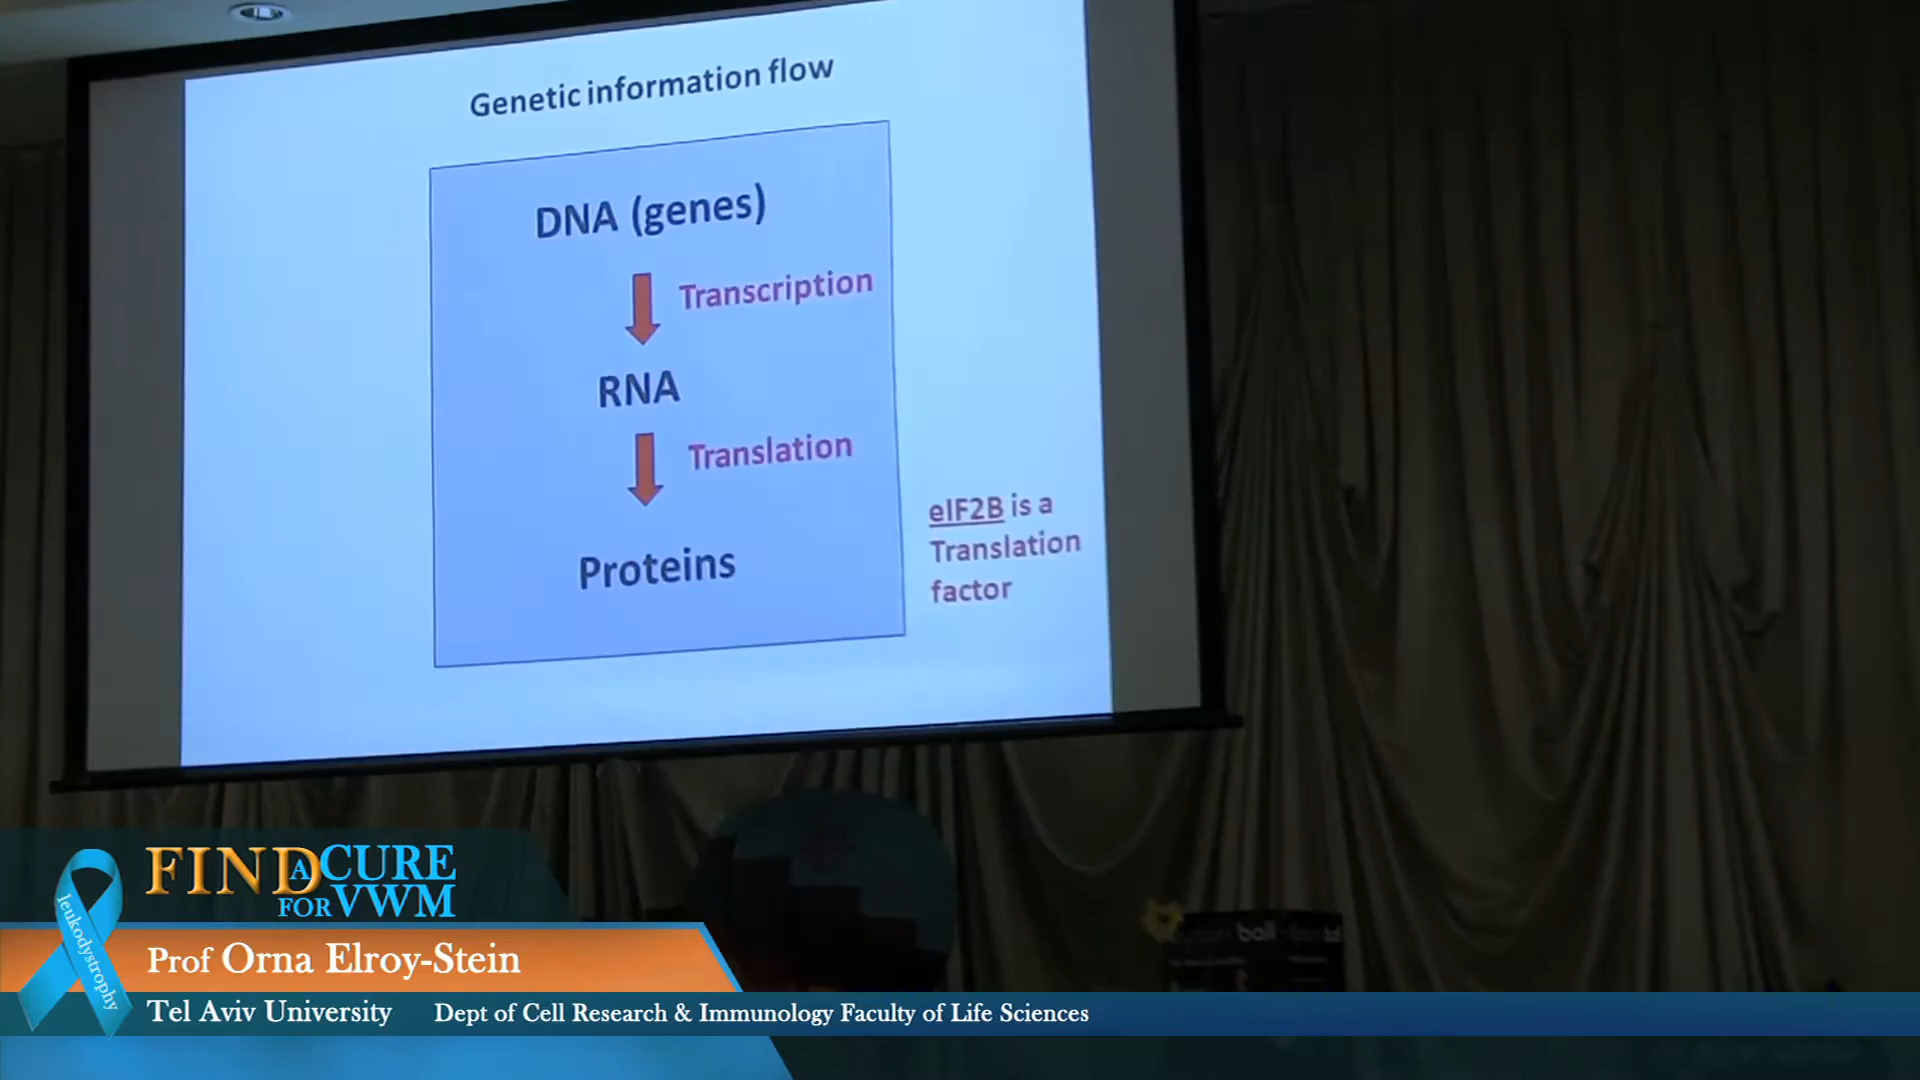 Genetic information flow
DNA (genes)
Transcription
RNA
Translation
Proteins
eIF2B is a
Translation
factor
FIND A CURE
FOR VWM
leukodystrophy
Prof Orna Elroy-Stein
Tel Aviv University Dept of Cell Research & Immunology Faculty of Life Sciences
ball